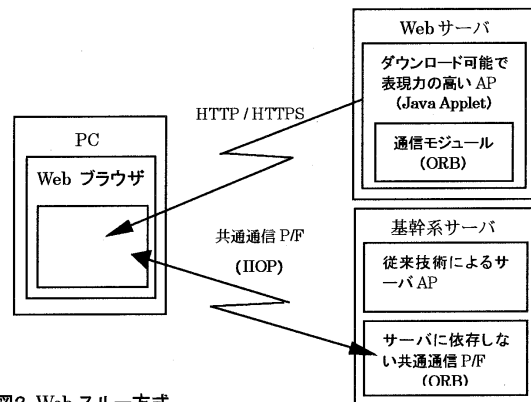 Webサーバ
ダウンロード可能で
表現力の高い AP
(Java Applet)
通信モジュール
(ORB)
HTTP / HTTPS
PC
Web ブラウザ
共通通信 P/F
(IIOP)
基幹系サーバ
従来技術によるサ
ーバ AP
サーバに依存しな
い共通通信 P/F
(ORB)
図2 Web スルー方式